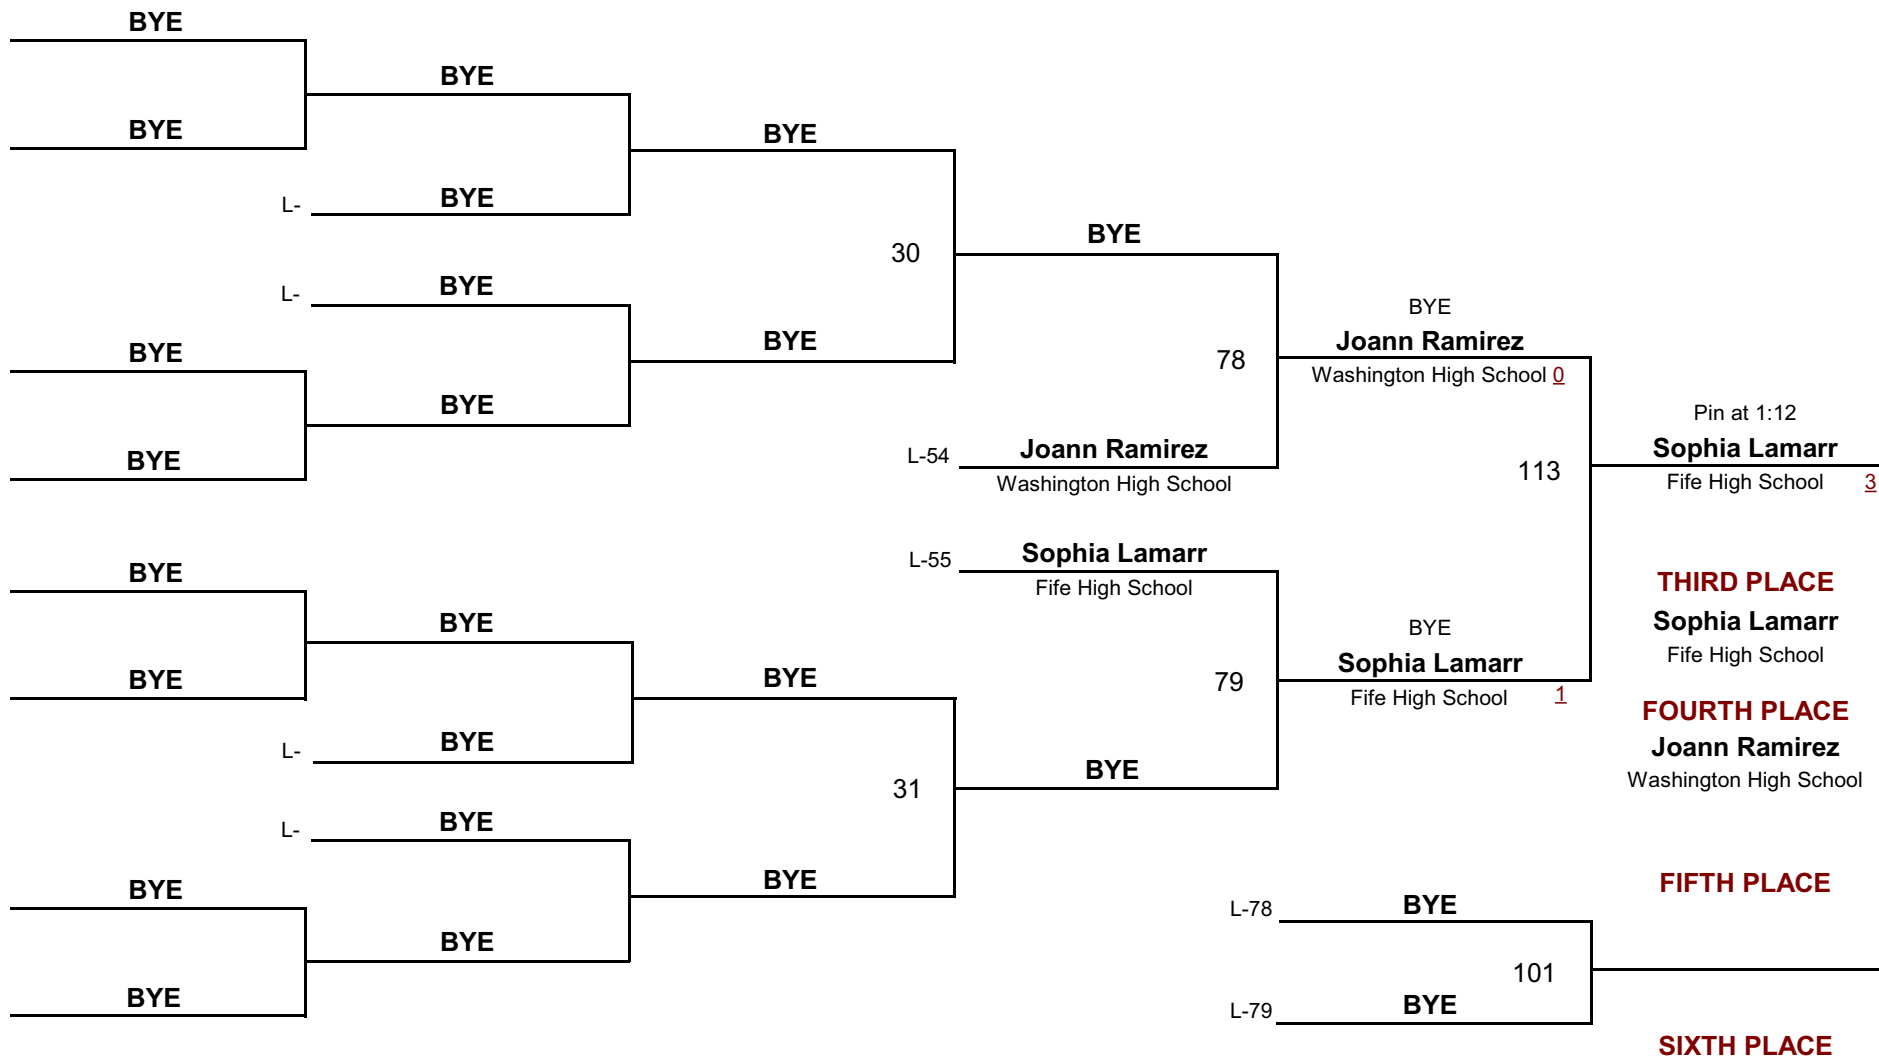 BYE
BYE
BYE
BYE
L- BYE
BYE
30
L- BYE
BYE
BYE
Joann Ramirez
Washington High School 0
BYE
78
BYE
BYE
Pin at 1:12
Sophia Lamarr
Fife High School 3
L-54 Joann Ramirez
Washington High School
BYE
113
L-55 Sophia Lamarr
Fife High School
BYE
THIRD PLACE
Sophia Lamarr
Fife High School
BYE
BYE
Sophia Lamarr
Fife High School 1
BYE
BYE
79
FOURTH PLACE
Joann Ramirez
Washington High School
L- BYE
BYE
31
L- BYE
BYE
BYE
FIFTH PLACE
L-78 BYE
BYE
101
BYE
L-79 BYE
SIXTH PLACE